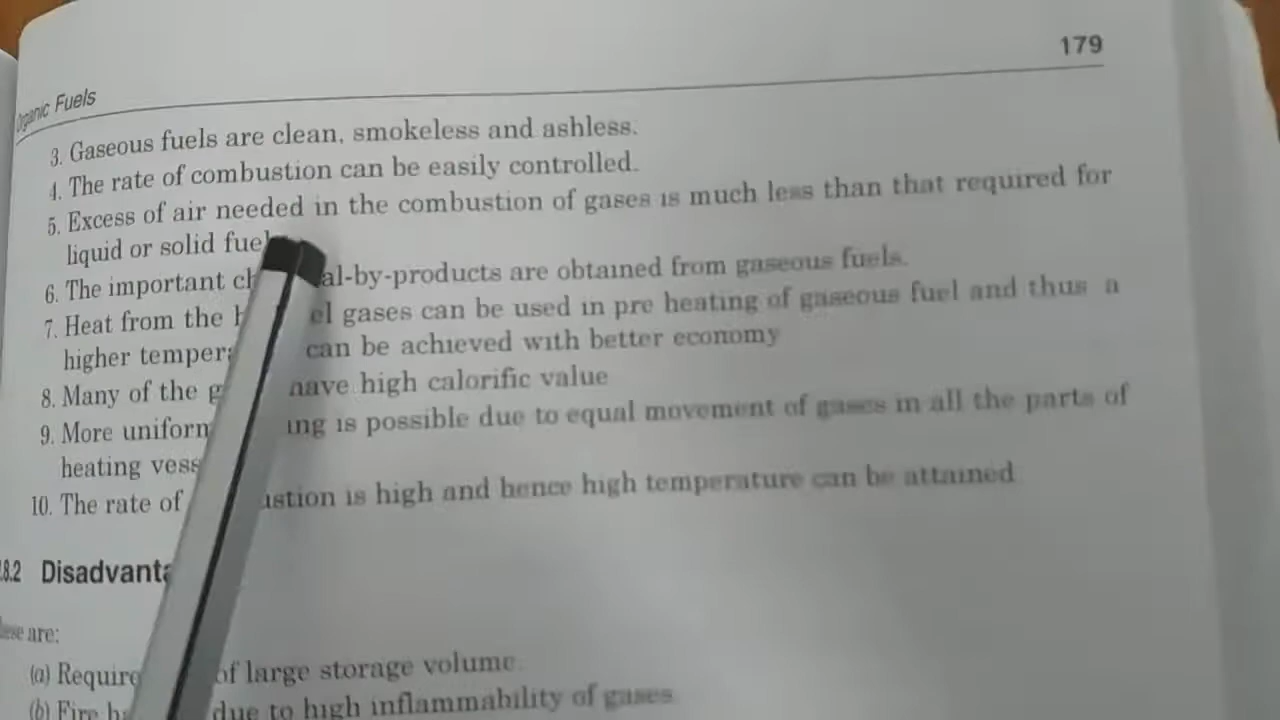 179
Organic Fuels
3. Gaseous fuels are clean, smokeless and ashless.
4. The rate of combustion can be easily controlled.
5. Excess of air needed in the combustion of gases is much less than that required for
liquid or solid fuel
6. The important al-by-products are obtained from gaseous fuels.
7. Heat from the el gases can be used in pre heating of gaseous fuel and thus a
higher can be achieved with better economy
8. Many of the have high calorific value
9. More uniform ing is possible due to equal movement of gases in all the parts of
heating
10. The rate of is high and hence high temperature can be attained
.8.2 Disadvanta
are:
(a) of large storage volume
(b) Fire due to high inflammability of gases